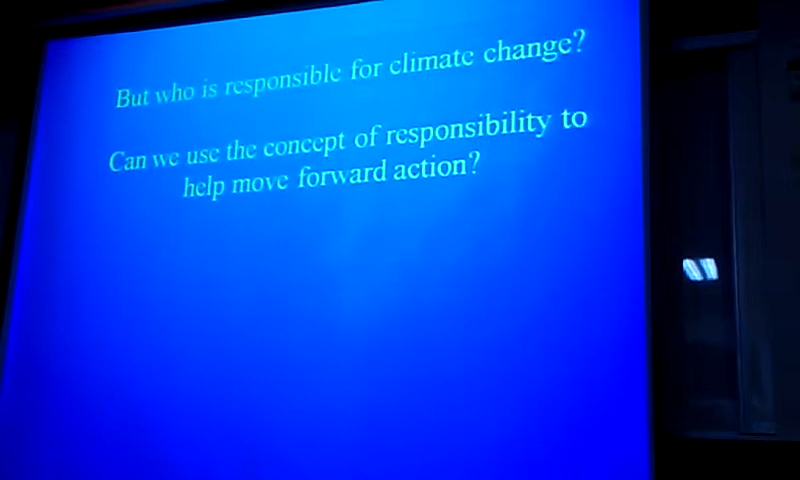 But who is responsible for climate change?
Can we use the concept of responsibility to
help move forward action?